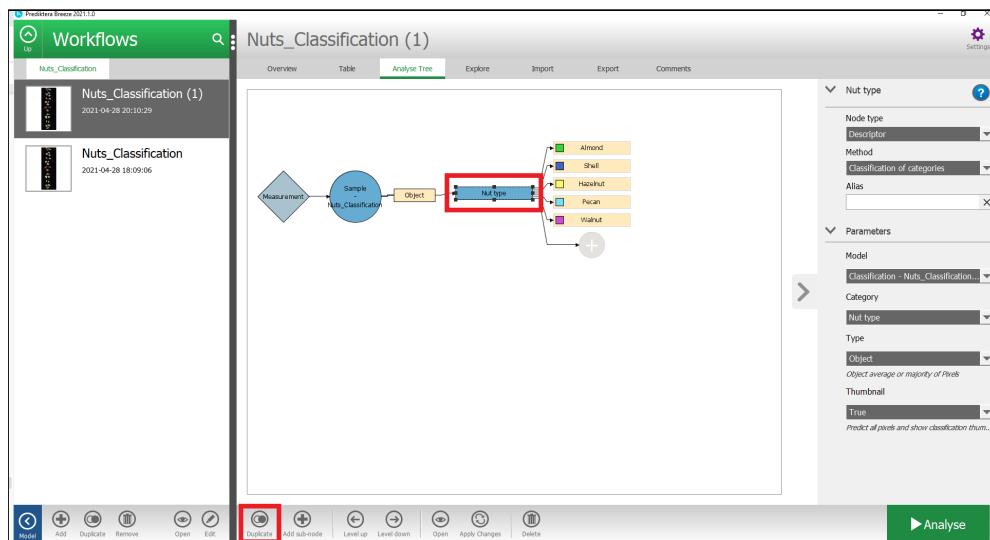 Prediktera Breeze 2021.1.0
Up
Workflows
Nuts_Classification
Nuts_Classification (1)
2021-04-28 20:10:29
Nuts_Classification
2021-04-28 18:09:06
Model
Add
Duplicate
Remove
Open
Edit
Nuts_Classification (1)
Settings
Overview
Table
Analyse Tree
Explore
Import
Export
Comments
Measurement
Sample
-
Nuts_Classification
Object
Nut type
Almond
Shell
Hazelnut
Pecan
Walnut
Duplicate
Add sub-node
Level up
Level down
Open
Apply Changes
Delete
Nut type
?
Node type
Descriptor
Method
Classification of categories
Alias
Parameters
Model
Classification - Nuts_Classification...
Category
Nut type
Type
Object
Object average or majority of Pixels
Thumbnail
True
Predict all pixels and show classification thum...
Analyse